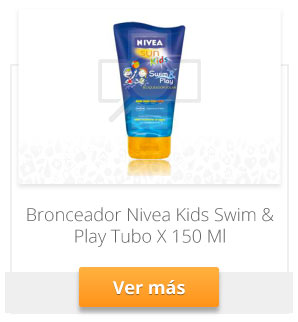 NIVEA
sun
Kids
Swim &
Play
Bronceador Nivea Kids Swim &
Play Tubo X 150 Ml
Ver más